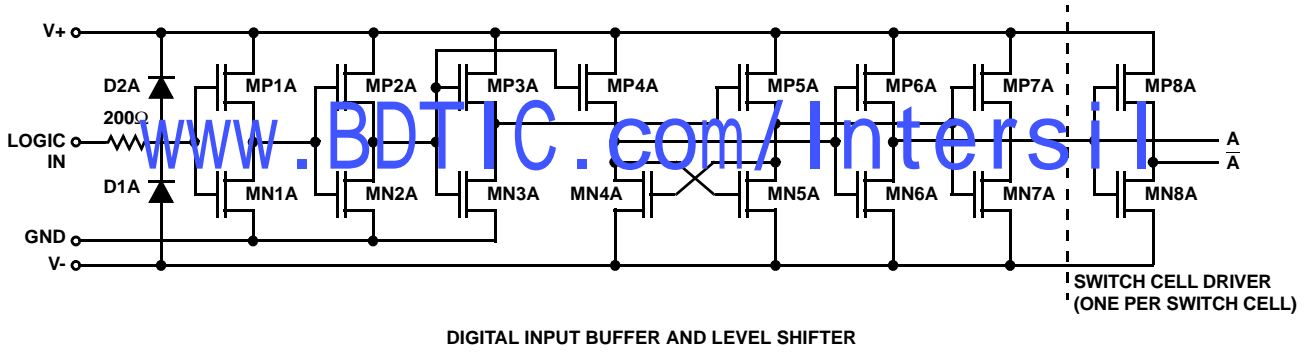 V+
D2A
MP1A
MP2A
MP3A
MP4A
MP5A
MP6A
MP7A
MP8A
200Ω
www.BDTIC.com/Intersil
LOGIC
IN
A
A̅
D1A
MN1A
MN2A
MN3A
MN4A
MN5A
MN6A
MN7A
MN8A
GND
V-
SWITCH CELL DRIVER
(ONE PER SWITCH CELL)
DIGITAL INPUT BUFFER AND LEVEL SHIFTER